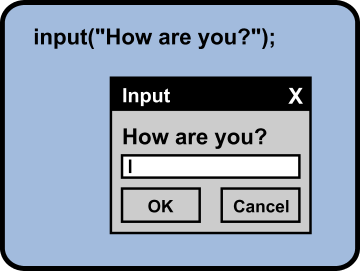 input("How are you?");
Input X
How are you?
OK Cancel